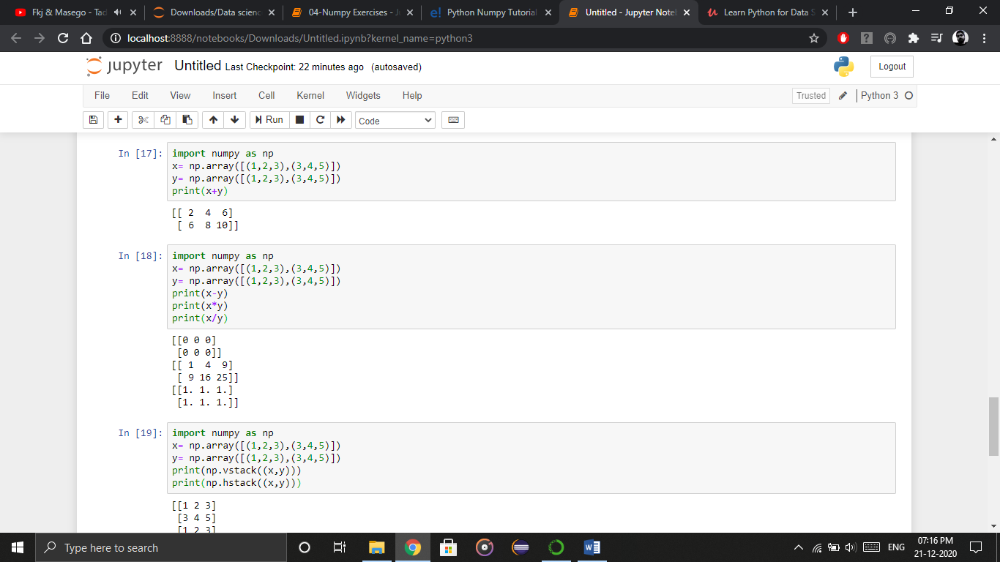 Fkj & Masego - Tad
Downloads/Data scienc
04-Numpy Exercises - J
Python Numpy Tutorial
Untitled - Jupyter Note
Learn Python for Data S
localhost:8888/notebooks/Downloads/Untitled.ipynb?kernel_name=python3
jupyter Untitled Last Checkpoint: 22 minutes ago (autosaved)
Logout
File Edit View Insert Cell Kernel Widgets Help
Trusted
Python 3
Run
Code
In [17]:
import numpy as np
x= np.array([(1,2,3),(3,4,5)])
y= np.array([(1,2,3),(3,4,5)])
print(x+y)
[[ 2  4  6]
 [ 6  8 10]]
In [18]:
import numpy as np
x= np.array([(1,2,3),(3,4,5)])
y= np.array([(1,2,3),(3,4,5)])
print(x-y)
print(x*y)
print(x/y)
[[0 0 0]
 [0 0 0]]
[[ 1  4  9]
 [ 9 16 25]]
[[1. 1. 1.]
 [1. 1. 1.]]
In [19]:
import numpy as np
x= np.array([(1,2,3),(3,4,5)])
y= np.array([(1,2,3),(3,4,5)])
print(np.vstack((x,y)))
print(np.hstack((x,y)))
[[1 2 3]
 [3 4 5]
 [1 2 3]
Type here to search
ENG
07:16 PM
21-12-2020